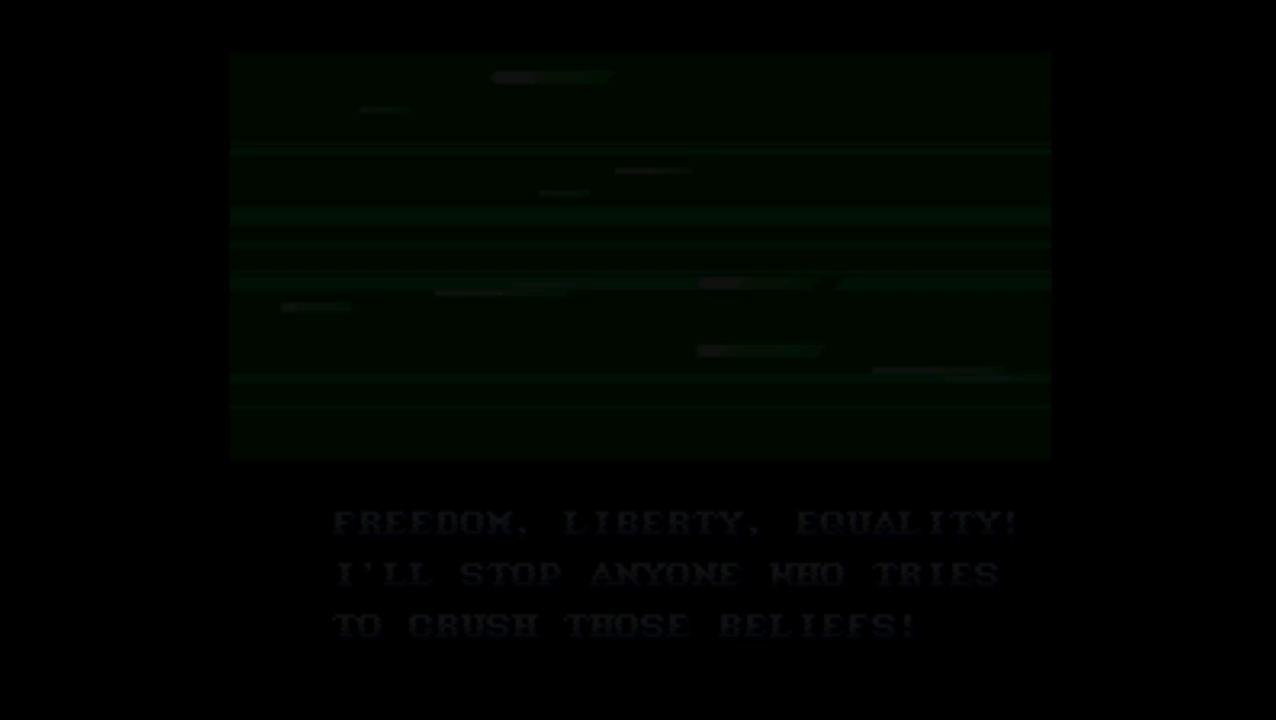 FREEDOM, LIBERTY, EQUALITY!
I'LL STOP ANYONE WHO TRIES
TO CRUSH THOSE BELIEFS!